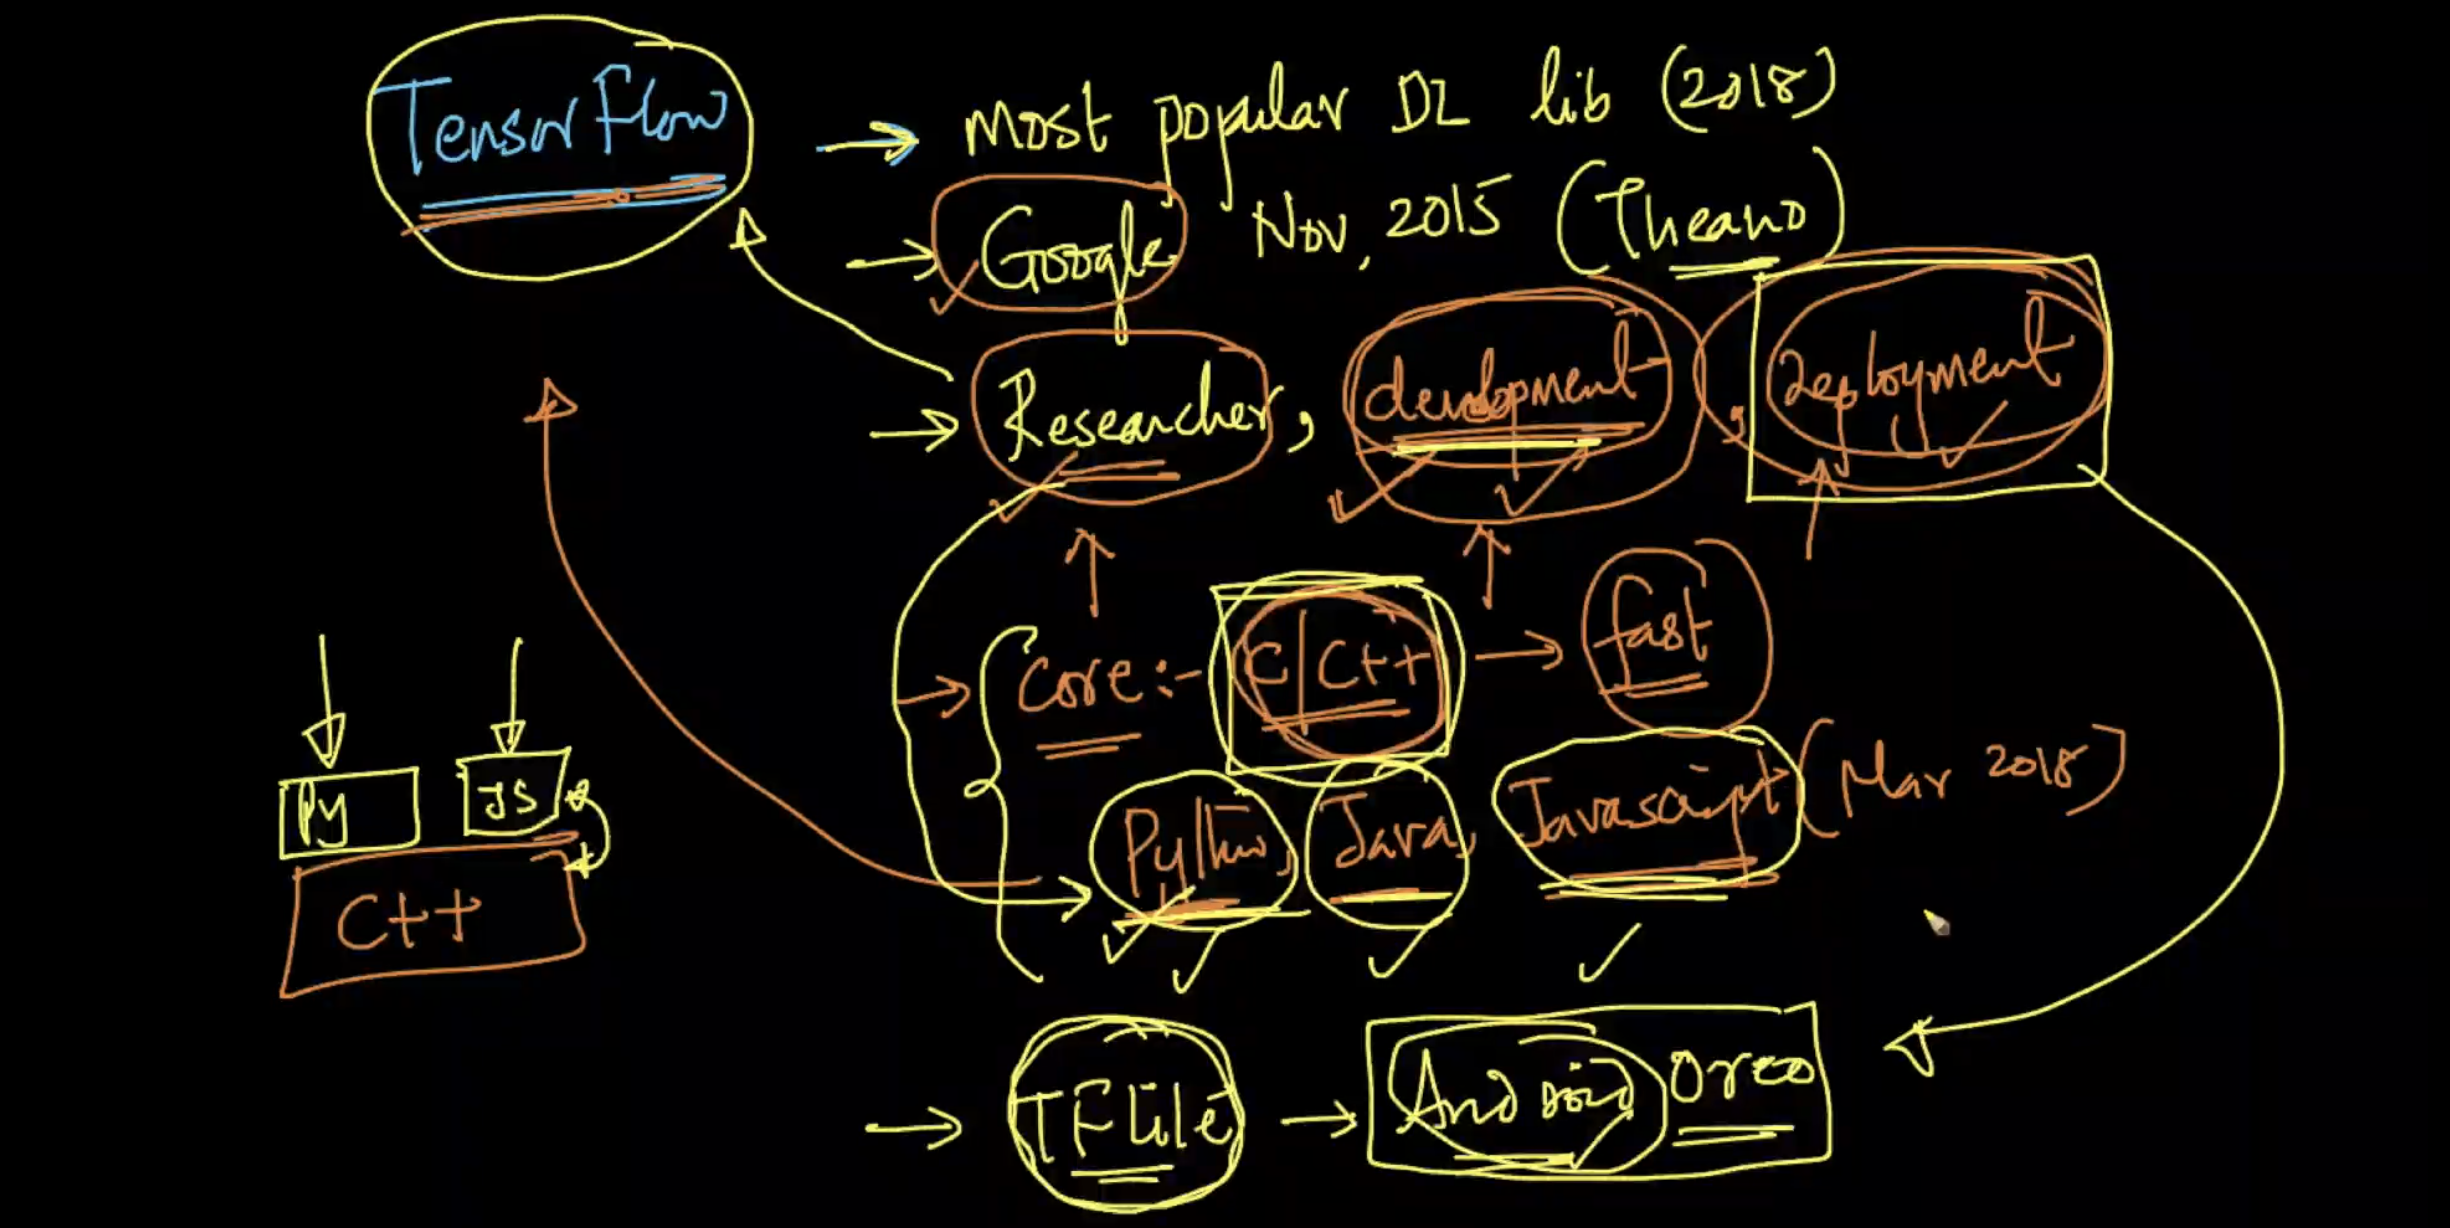 TensorFlow → most popular DL lib (2018)
→ Google Nov, 2015 (Theano)
→ Researcher, development, Deployment
→ Core:- C/C++ → fast
Python, Java, Javascript (Mar 2018)
Py JS
C++
→ TFLite → Android Oreo